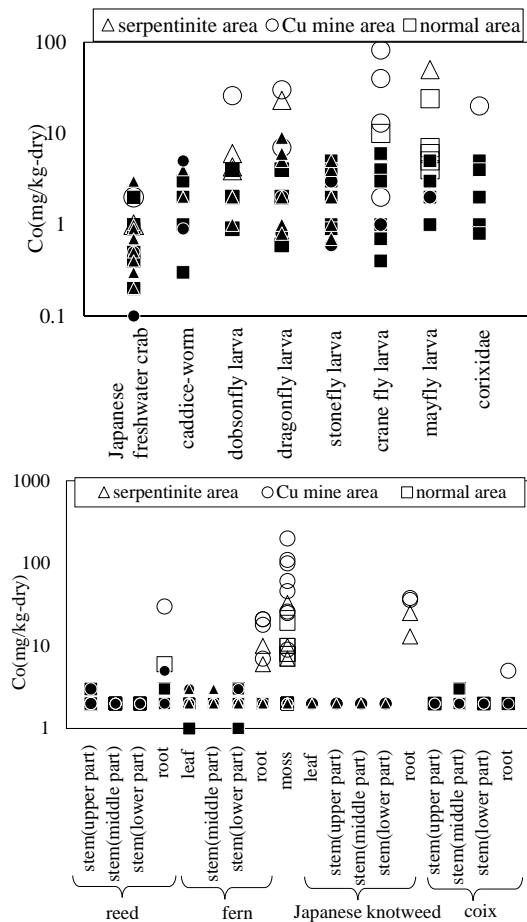 △ serpentinite area ○ Cu mine area □ normal area
Co(mg/kg-dry)
100
10
1
0.1
Japanese
freshwater crab
caddice-worm
dobsonfly larva
dragonfly larva
stonefly larva
crane fly larva
mayfly larva
corixidae
△ serpentinite area ○ Cu mine area □ normal area
Co(mg/kg-dry)
1000
100
10
1
stem(upper part)
stem(middle part)
stem(lower part)
root
leaf
stem(middle part)
stem(lower part)
root
moss
leaf
stem(upper part)
stem(middle part)
stem(lower part)
root
stem(upper part)
stem(middle part)
stem(lower part)
root
reed
fern
Japanese knotweed
coix